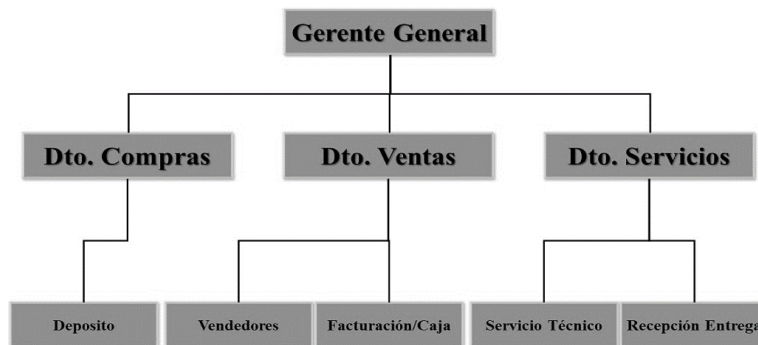 Gerente General
Dto. Compras
Dto. Ventas
Dto. Servicios
Deposito
Vendedores
Facturación/Caja
Servicio Técnico
Recepción Entrega